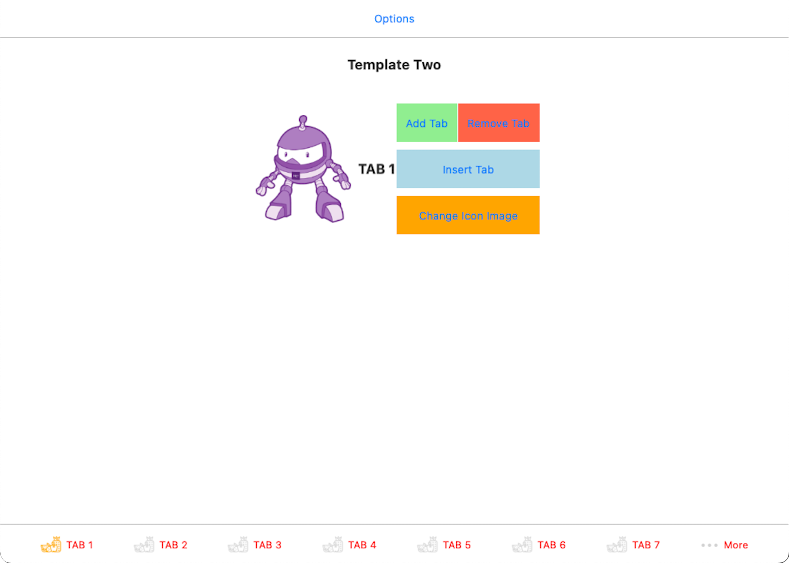 Options
Template Two
Add Tab
Remove Tab
TAB 1
Insert Tab
Change Icon Image
TAB 1
TAB 2
TAB 3
TAB 4
TAB 5
TAB 6
TAB 7
More